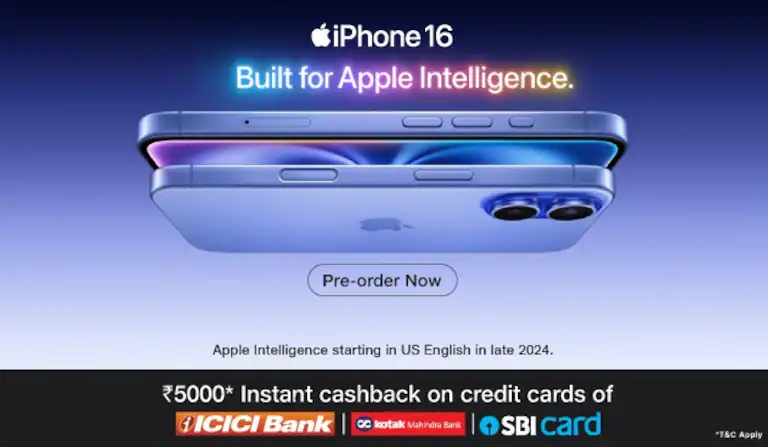 iPhone 16
Built for Apple Intelligence.
Pre-order Now
Apple Intelligence starting in US English in late 2024.
₹5000* Instant cashback on credit cards of
ICICI Bank | kotak Mahindra Bank | SBI card
*T&C Apply